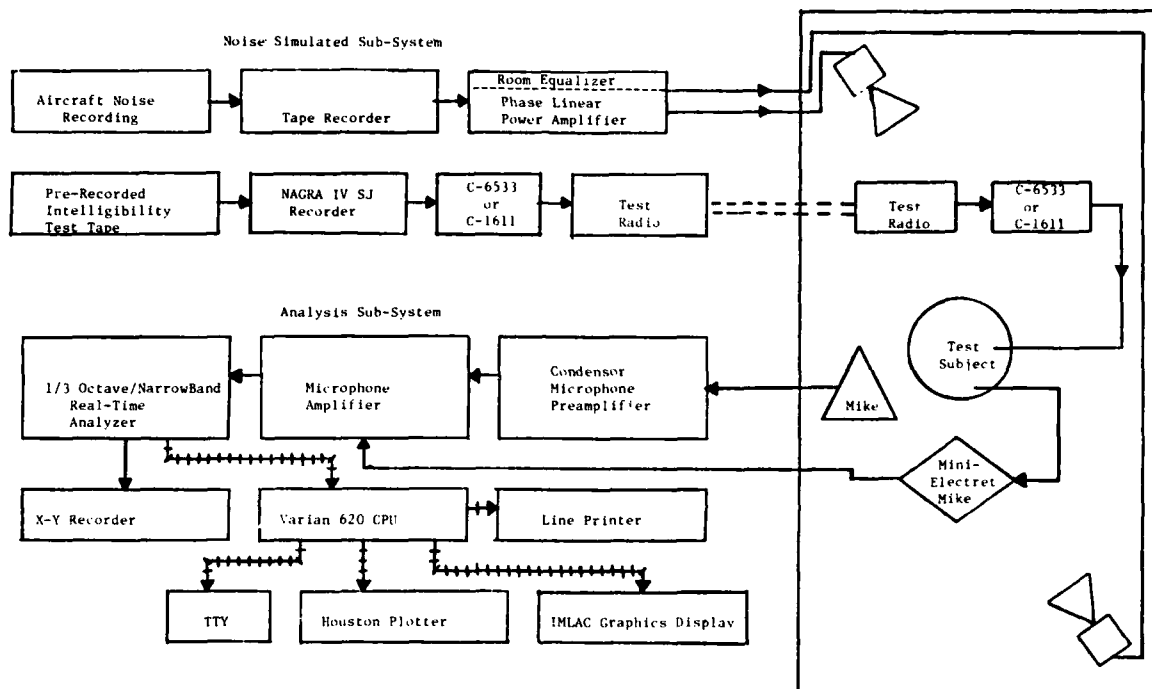 Noise Simulated Sub-System
Aircraft Noise
Recording
Tape Recorder
Room Equalizer
Phase Linear
Power Amplifier
Pre-Recorded
Intelligibility
Test Tape
NAGRA IV SJ
Recorder
C-6533
or
C-1611
Test
Radio
Test
Radio
C-6533
or
C-1611
Analysis Sub-System
1/3 Octave/NarrowBand
Real-Time
Analyzer
Microphone
Amplifier
Condensor
Microphone
Preamplifier
Mike
Test
Subject
Mini-
Electret
Mike
X-Y Recorder
Varian 620 CPU
Line Printer
TTY
Houston Plotter
IMLAC Graphics Display